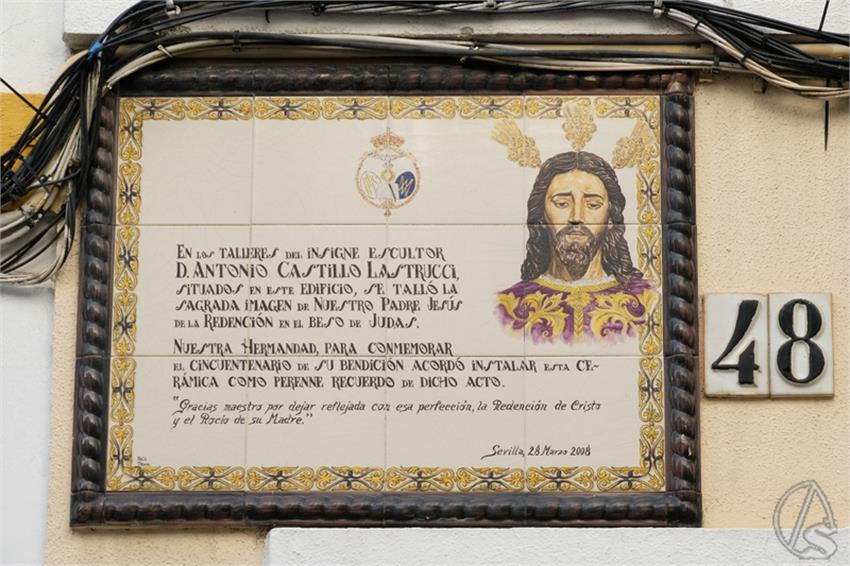 En los talleres del insigne escultor
D. Antonio Castillo Lastrucci,
situados en este edificio, se talló la
sagrada imagen de Nuestro Padre Jesús
de la Redención en el Beso de Judas.
Nuestra Hermandad, para conmemorar
el cincuentenario de su bendición acordó instalar esta ce-
rámica como perenne recuerdo de dicho acto.
"Gracias maestro por dejar reflejada con esa perfección, la Redención de Cristo
y el Rocío de su Madre."
Sevilla, 28 Marzo 2008
48